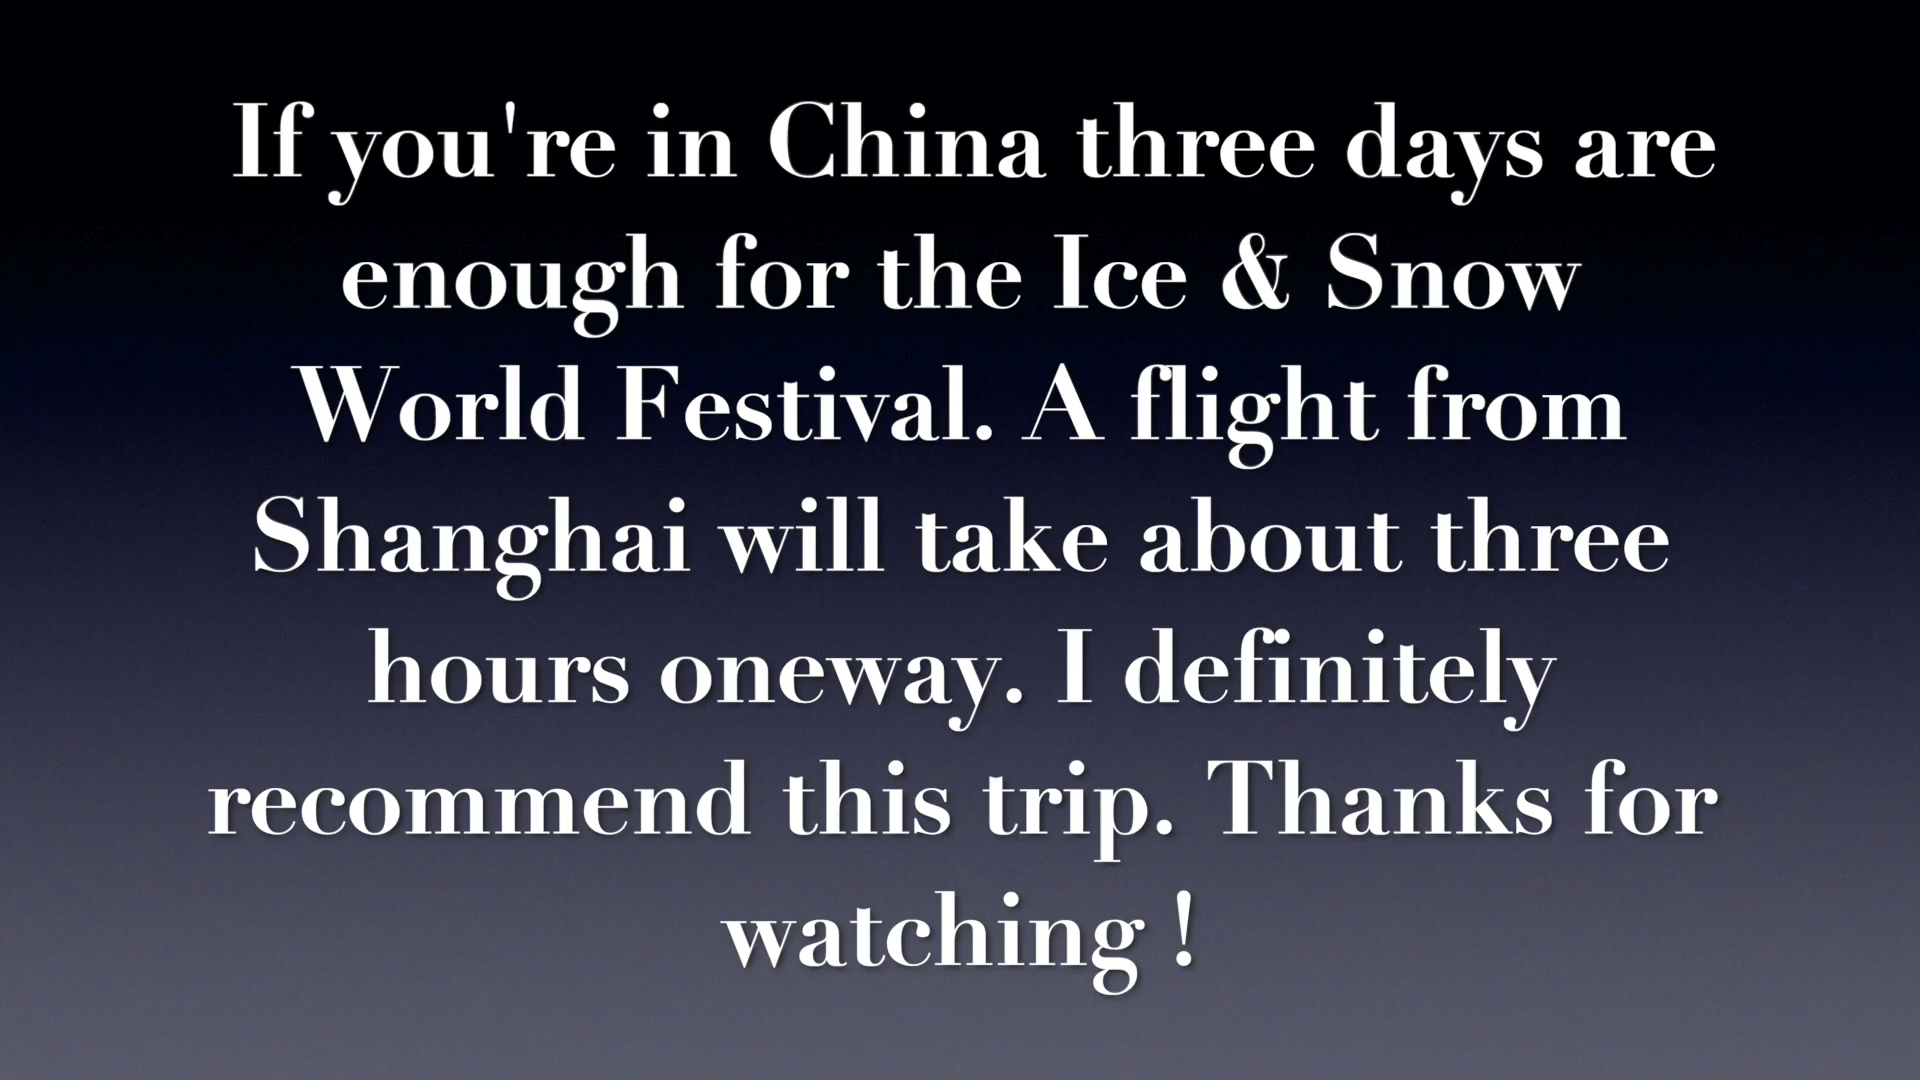 If you're in China three days are
enough for the Ice & Snow
World Festival. A flight from
Shanghai will take about three
hours oneway. I definitely
recommend this trip. Thanks for
watching !